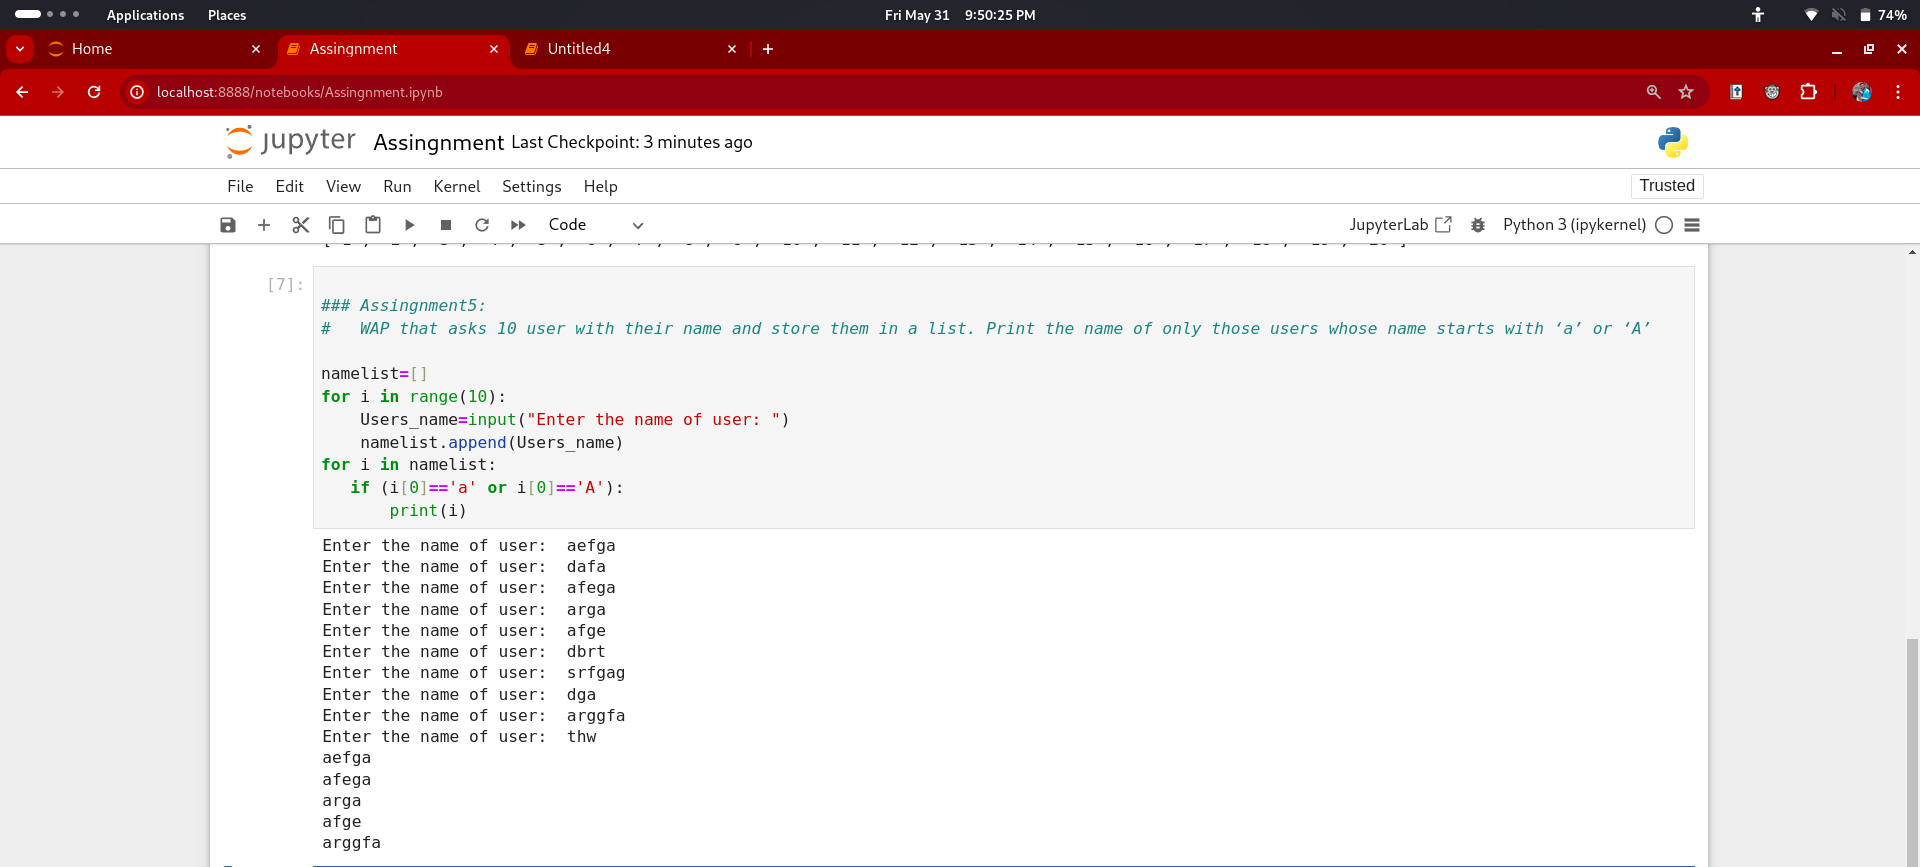 Applications Places Fri May 31 9:50:25 PM 74%
Home Assingnment Untitled4
localhost:8888/notebooks/Assingnment.ipynb
jupyter Assingnment Last Checkpoint: 3 minutes ago
File Edit View Run Kernel Settings Help Trusted
Code JupyterLab Python 3 (ipykernel)
[7]:
### Assingnment5:
#   WAP that asks 10 user with their name and store them in a list. Print the name of only those users whose name starts with ‘a’ or ‘A’
namelist=[]
for i in range(10):
    Users_name=input("Enter the name of user: ")
    namelist.append(Users_name)
for i in namelist:
   if (i[0]=='a' or i[0]=='A'):
       print(i)
Enter the name of user:  aefga
Enter the name of user:  dafa
Enter the name of user:  afega
Enter the name of user:  arga
Enter the name of user:  afge
Enter the name of user:  dbrt
Enter the name of user:  srfgag
Enter the name of user:  dga
Enter the name of user:  arggfa
Enter the name of user:  thw
aefga
afega
arga
afge
arggfa